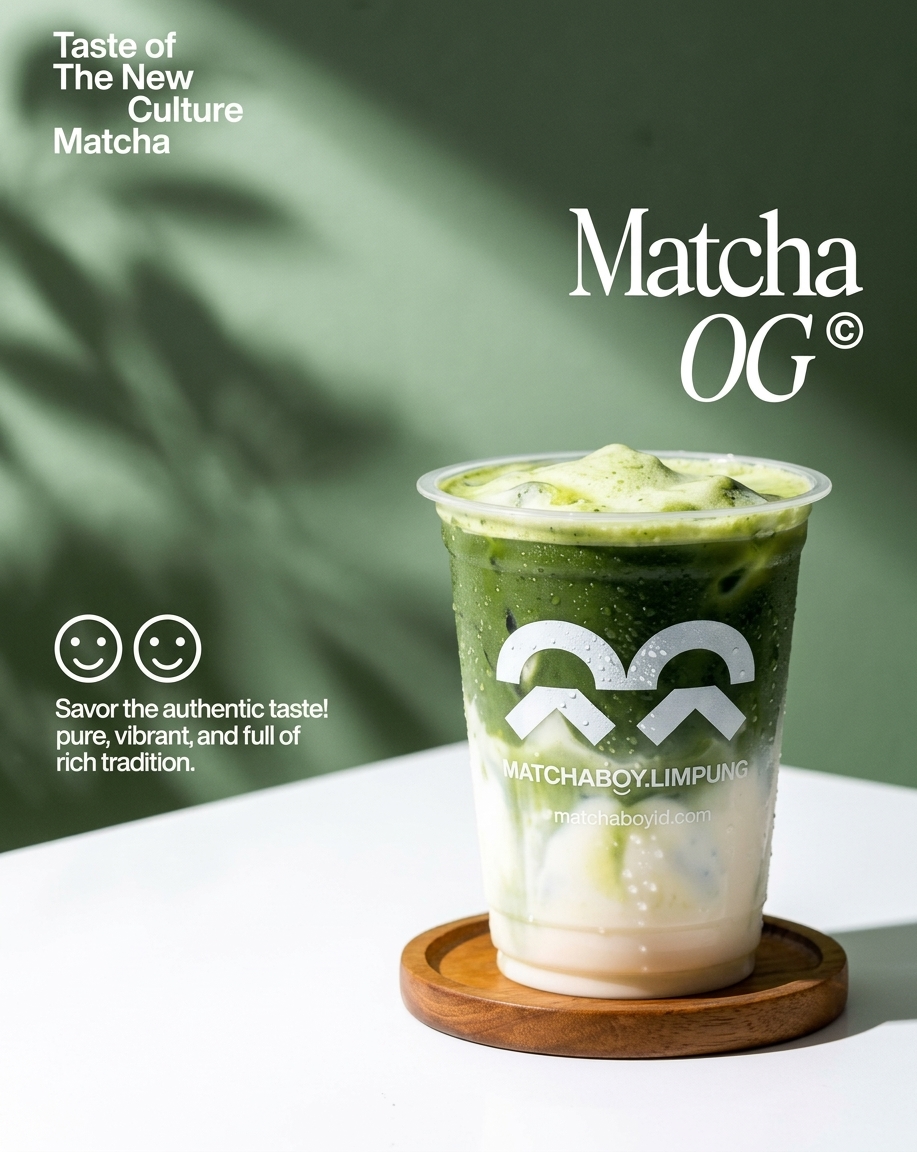 Taste of
The New
Culture
Matcha
Matcha
OG ©
Savor the authentic taste!
pure, vibrant, and full of
rich tradition.
MATCHABOY.LIMPUNG
matchaboyid.com